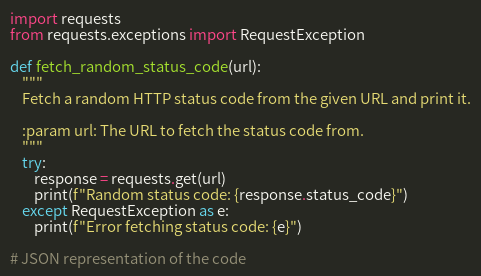 import requests
from requests.exceptions import RequestException

def fetch_random_status_code(url):
    """
    Fetch a random HTTP status code from the given URL and print it.

    :param url: The URL to fetch the status code from.
    """
    try:
        response = requests.get(url)
        print(f"Random status code: {response.status_code}")
    except RequestException as e:
        print(f"Error fetching status code: {e}")

# JSON representation of the code